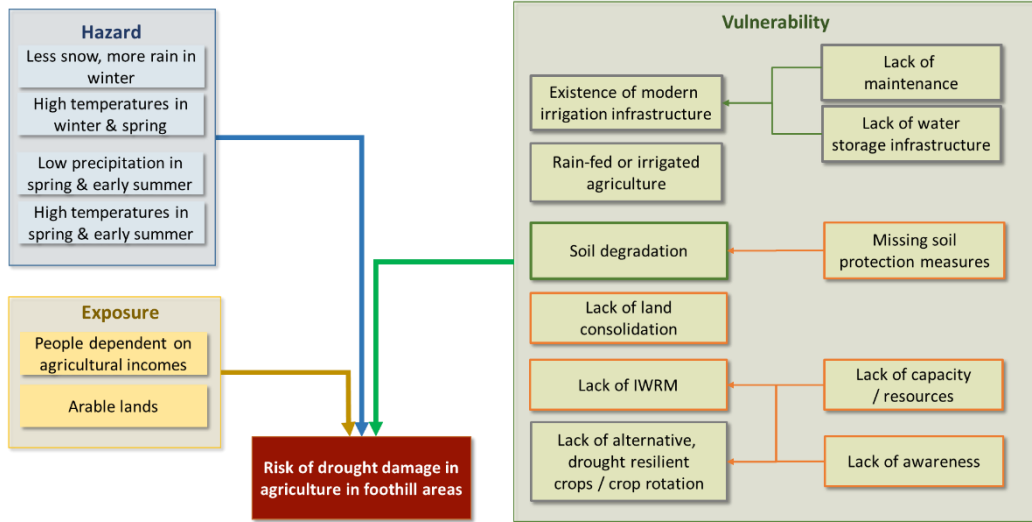 Hazard
Less snow, more rain in
winter
High temperatures in
winter & spring
Low precipitation in
spring & early summer
High temperatures in
spring & early summer
Exposure
People dependent on
agricultural incomes
Arable lands
Risk of drought damage in
agriculture in foothill areas
Vulnerability
Existence of modern
irrigation infrastructure
Lack of
maintenance
Lack of water
storage infrastructure
Rain-fed or irrigated
agriculture
Soil degradation
Missing soil
protection measures
Lack of land
consolidation
Lack of IWRM
Lack of capacity
/ resources
Lack of alternative,
drought resilient
crops / crop rotation
Lack of awareness